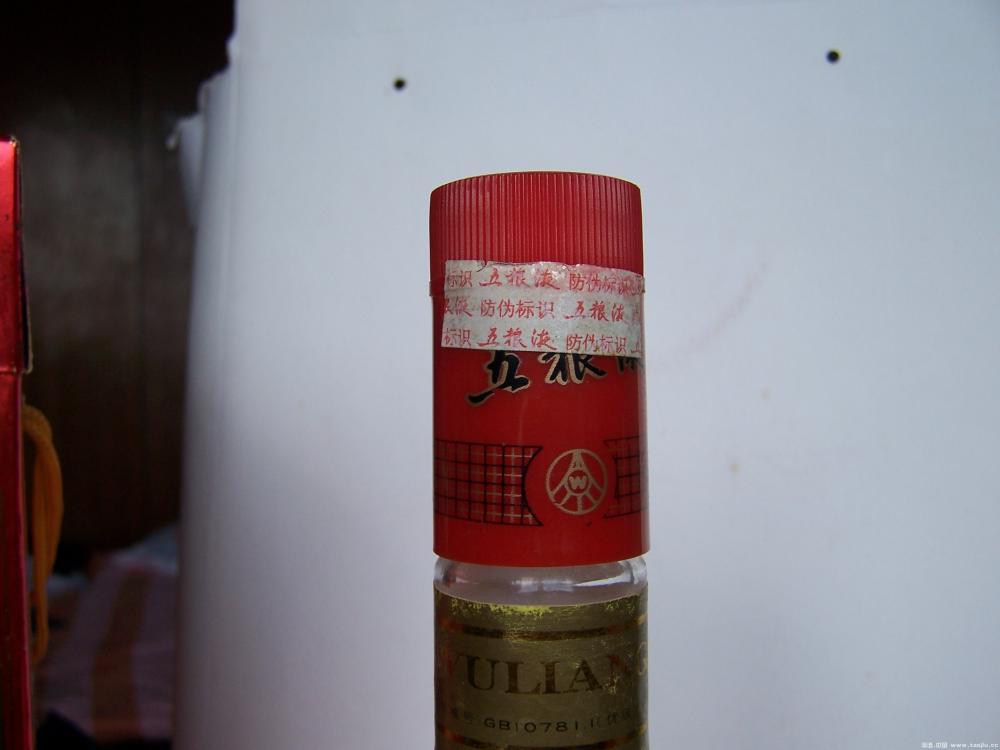 标识 五粮液 防伪标识
液 防伪标识 五粮液
标识 五粮液 防伪标识
五粮液
W
WULIANG
GB10781.1(优